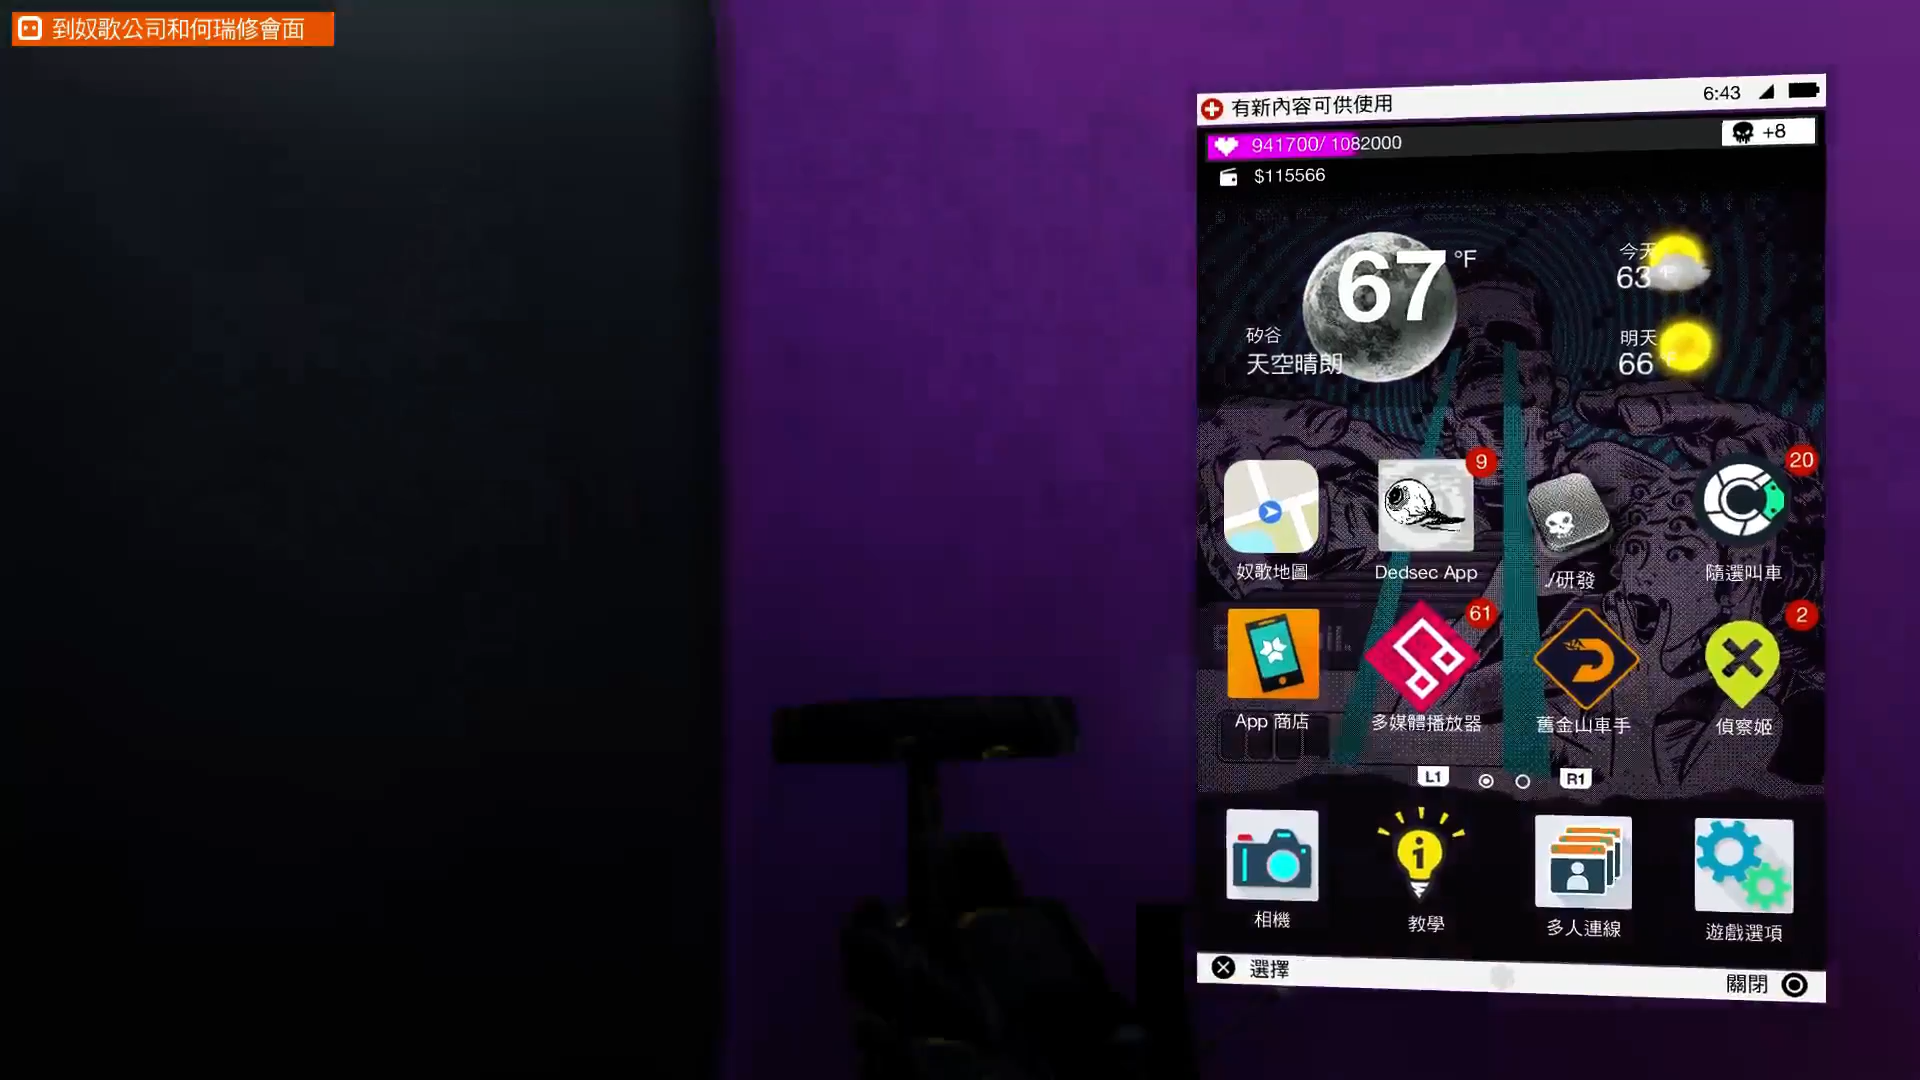 到奴歌公司和何瑞修會面
有新內容可供使用
6:43
941700/ 1082000
+8
$115566
67 °F
矽谷
天空晴朗
今天
63 °F
明天
66 °F
9
20
奴歌地圖
Dedsec App
./研發
隨選叫車
61
2
App 商店
多媒體播放器
舊金山車手
偵察姬
L1
R1
相機
教學
多人連線
遊戲選項
選擇
關閉